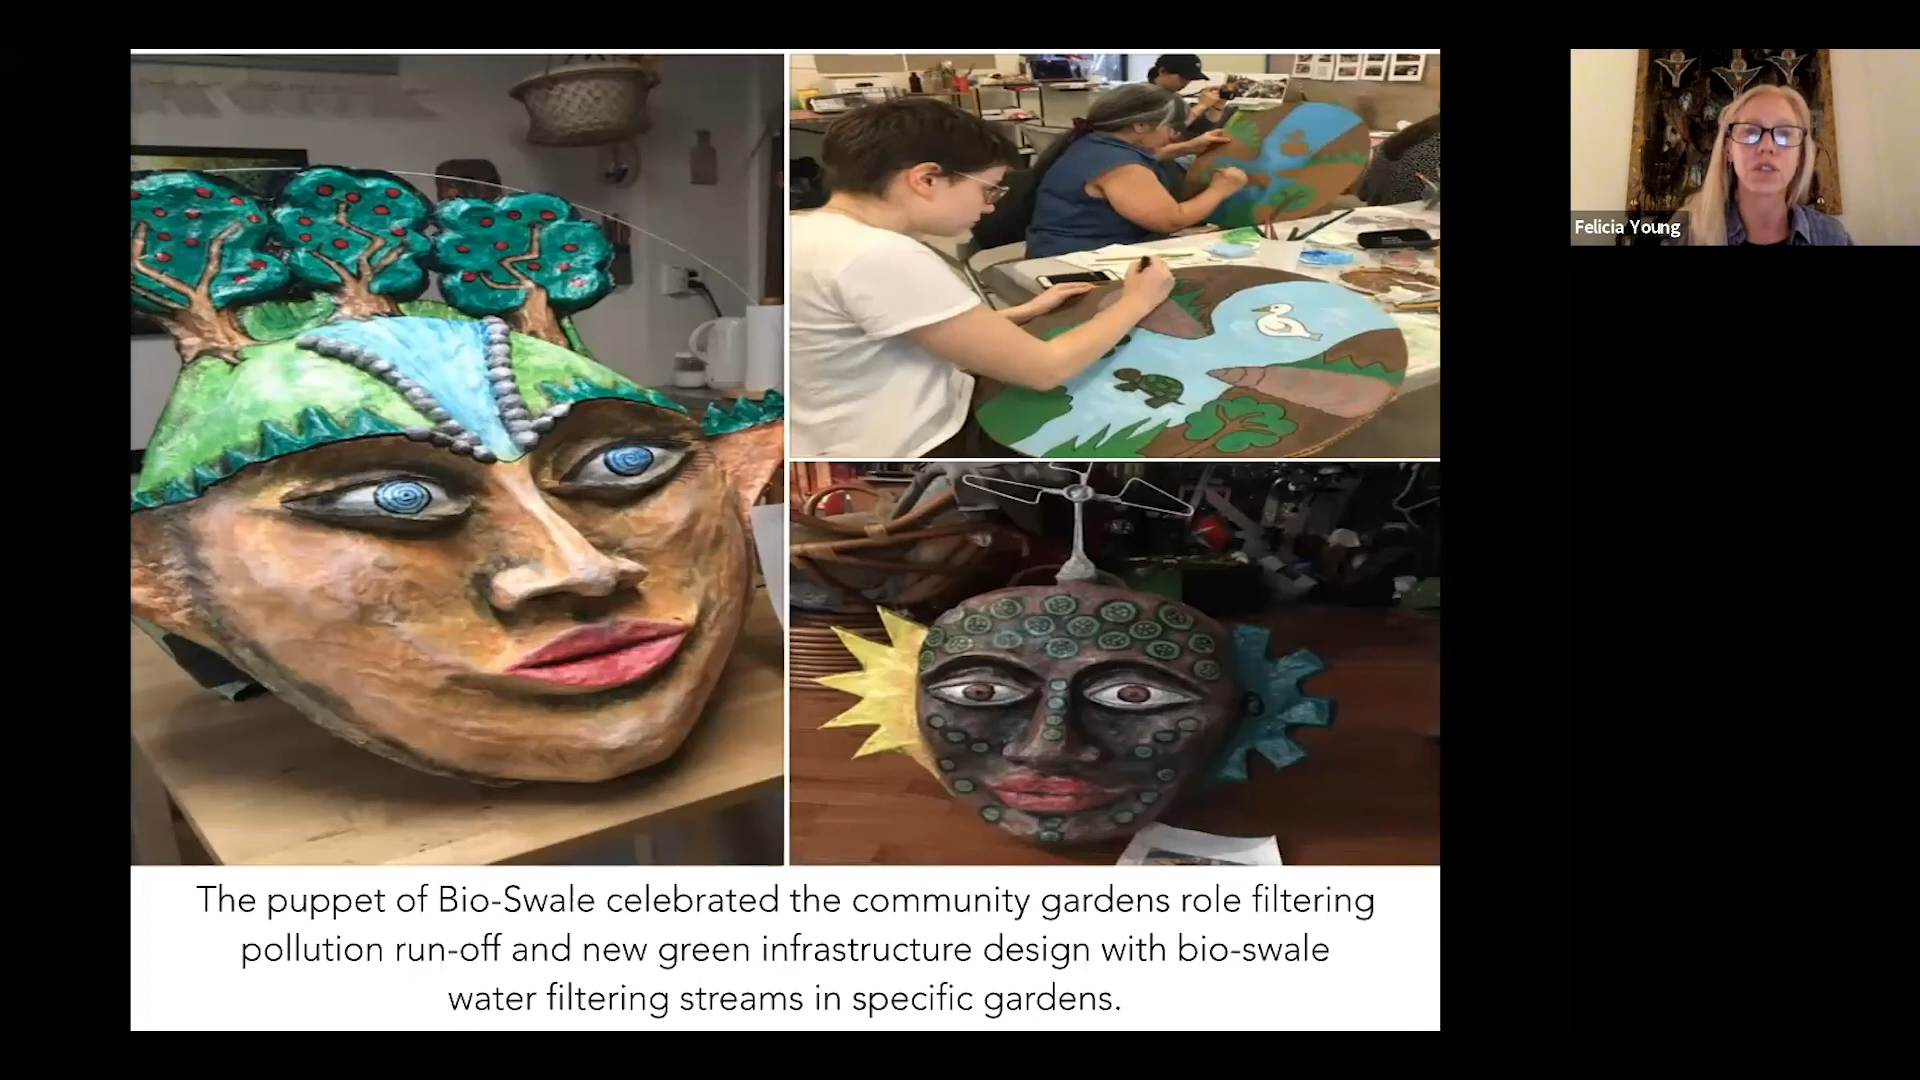 Felicia Young
The puppet of Bio-Swale celebrated the community gardens role filtering
pollution run-off and new green infrastructure design with bio-swale
water filtering streams in specific gardens.